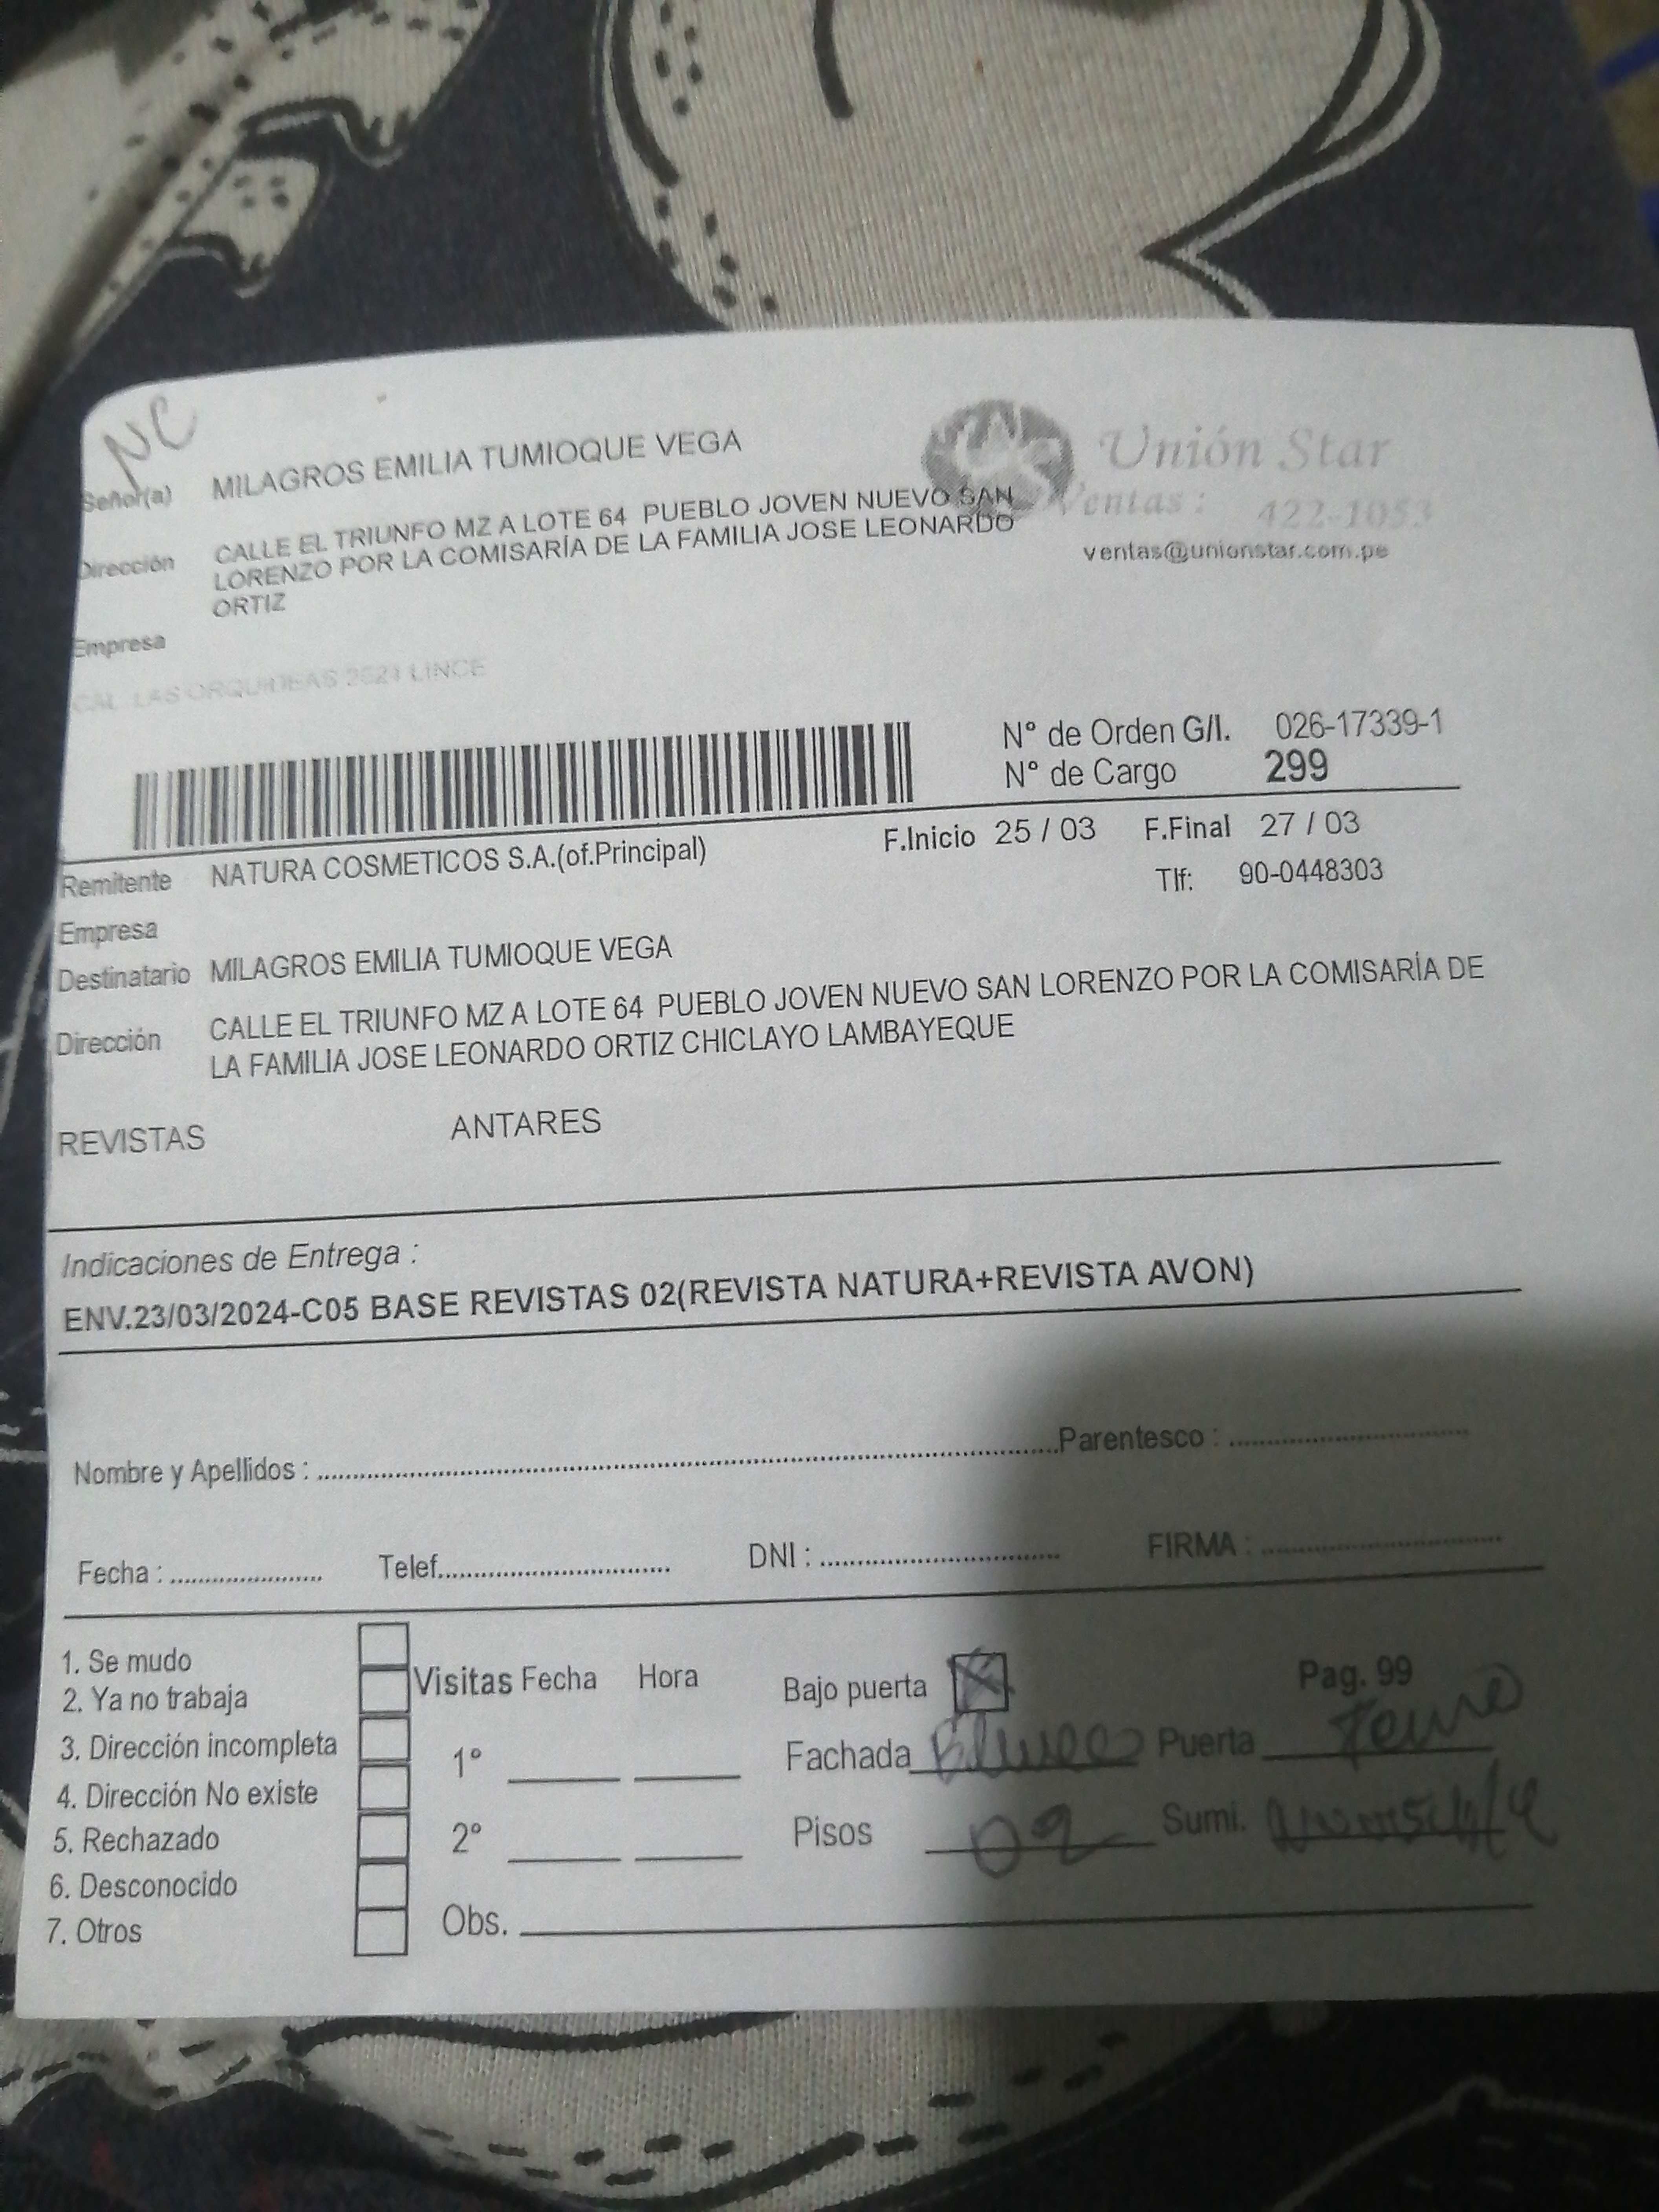 NC
Señor(a) MILAGROS EMILIA TUMIOQUE VEGA
Unión Star
Ventas : 422-1053
ventas@unionstar.com.pe
Dirección CALLE EL TRIUNFO MZ A LOTE 64 PUEBLO JOVEN NUEVO SAN
LORENZO POR LA COMISARÍA DE LA FAMILIA JOSE LEONARDO
ORTIZ
Empresa
CAL. LAS ORQUIDEAS 2621 LINCE
N° de Orden G/I. 026-17339-1
N° de Cargo 299
Remitente NATURA COSMETICOS S.A.(of.Principal) F.Inicio 25 / 03 F.Final 27 / 03
Tlf: 90-0448303
Empresa
Destinatario MILAGROS EMILIA TUMIOQUE VEGA
Dirección CALLE EL TRIUNFO MZ A LOTE 64 PUEBLO JOVEN NUEVO SAN LORENZO POR LA COMISARÍA DE
LA FAMILIA JOSE LEONARDO ORTIZ CHICLAYO LAMBAYEQUE
REVISTAS ANTARES
Indicaciones de Entrega :
ENV.23/03/2024-C05 BASE REVISTAS 02(REVISTA NATURA+REVISTA AVON)
Nombre y Apellidos : Parentesco :
Fecha : Telef. DNI : FIRMA :
1. Se mudo
2. Ya no trabaja
3. Dirección incompleta
4. Dirección No existe
5. Rechazado
6. Desconocido
7. Otros
Visitas Fecha Hora
1°
2°
Obs.
Bajo puerta X Pag. 99
Fachada Puerta
Pisos 02 Sumi.